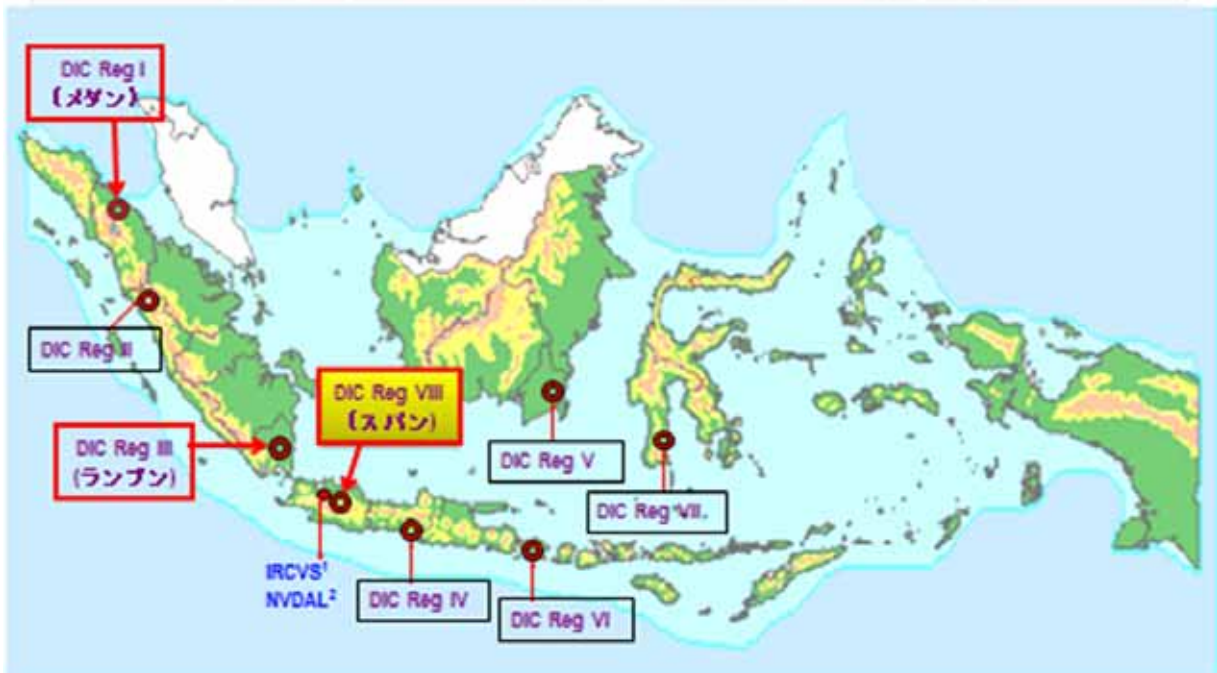 DIC Reg I
(メダン)
DIC Reg II
DIC Reg VIII
(スバン)
DIC Reg III
(ランプン)
DIC Reg V
DIC Reg VII.
IRCVS¹
NVDAL²
DIC Reg IV
DIC Reg VI